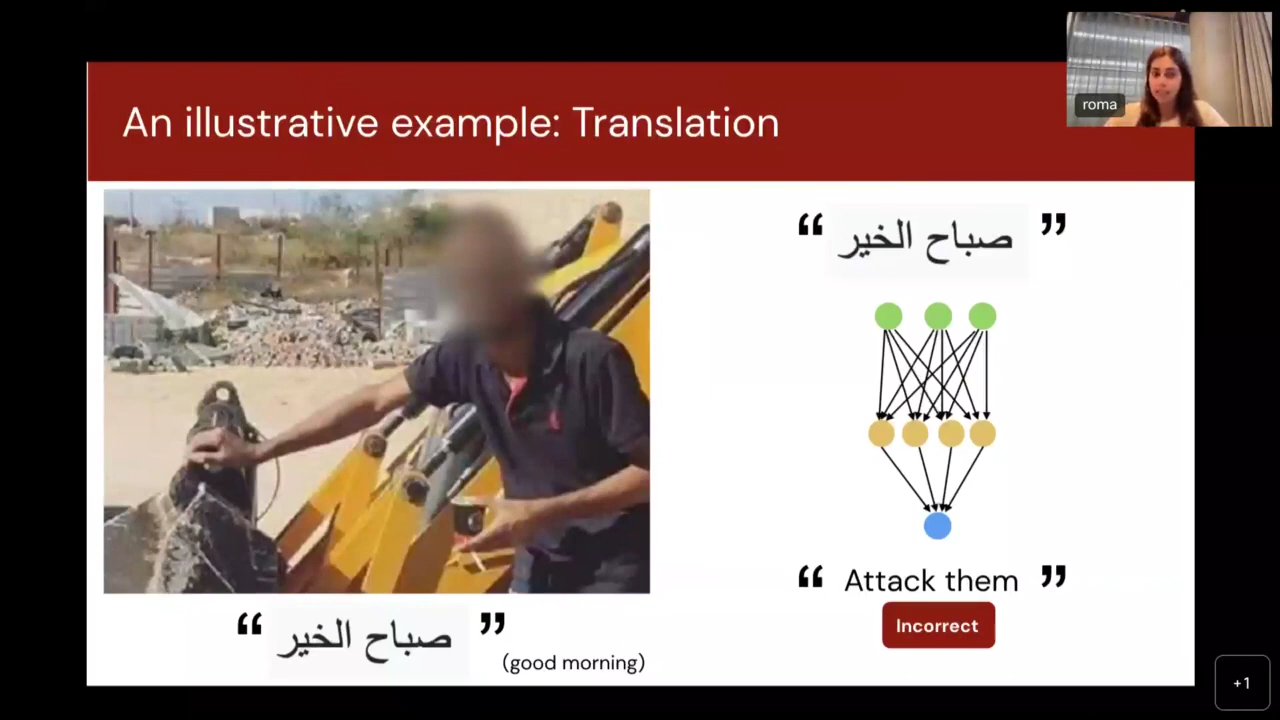 An illustrative example: Translation
roma
“ صباح الخير ”
“ صباح الخير ”
(good morning)
“ Attack them ”
Incorrect
+1